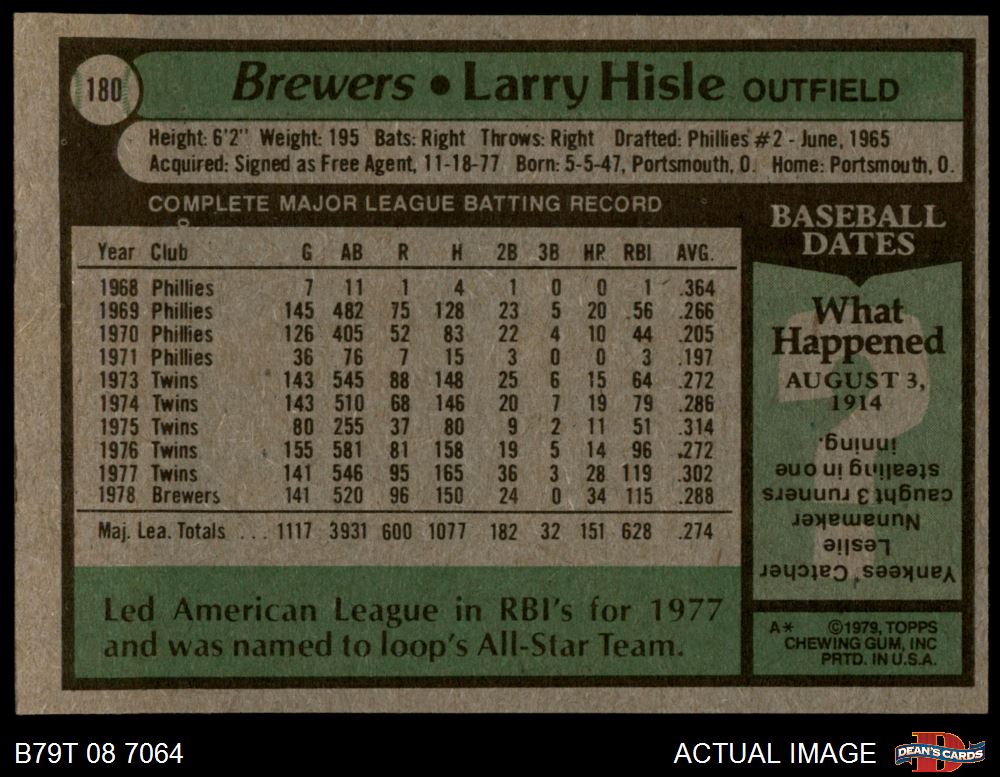 180
Brewers • Larry Hisle OUTFIELD
Height: 6'2" Weight: 195 Bats: Right Throws: Right Drafted: Phillies #2 - June, 1965
Acquired: Signed as Free Agent, 11-18-77 Born: 5-5-47, Portsmouth, O. Home: Portsmouth, O.
COMPLETE MAJOR LEAGUE BATTING RECORD
Year Club G AB R H 2B 3B HR RBI AVG.
1968 Phillies 7 11 1 4 1 0 0 1 .364
1969 Phillies 145 482 75 128 23 5 20 56 .266
1970 Phillies 126 405 52 83 22 4 10 44 .205
1971 Phillies 36 76 7 15 3 0 0 3 .197
1973 Twins 143 545 88 148 25 6 15 64 .272
1974 Twins 143 510 68 146 20 7 19 79 .286
1975 Twins 80 255 37 80 9 2 11 51 .314
1976 Twins 155 581 81 158 19 5 14 96 .272
1977 Twins 141 546 95 165 36 3 28 119 .302
1978 Brewers 141 520 96 150 24 0 34 115 .288
Maj. Lea. Totals ... 1117 3931 600 1077 182 32 151 628 .274
Led American League in RBI's for 1977
and was named to loop's All-Star Team.
BASEBALL
DATES
What
Happened
AUGUST 3,
1914
Yankees' Catcher
Leslie
Nunamaker
caught 3 runners
stealing in one
inning.
A* ©1979, TOPPS
CHEWING GUM, INC
PRTD. IN U.S.A.
B79T 08 7064
ACTUAL IMAGE
DEAN'S CARDS